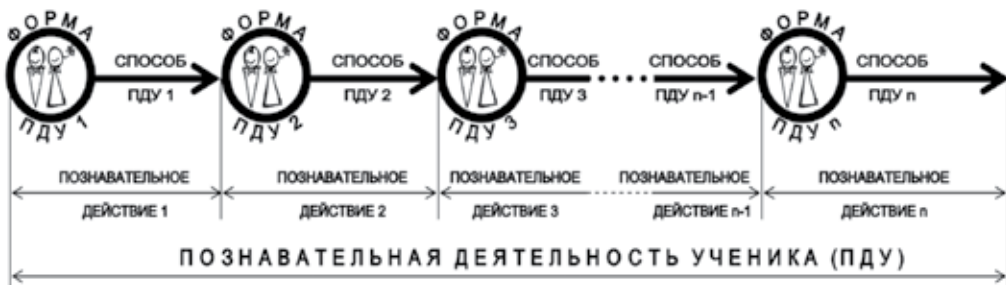 ФОРМА ФОРМА ФОРМА ФОРМА
СПОСОБ СПОСОБ СПОСОБ СПОСОБ СПОСОБ
ПДУ 1 ПДУ 2 ПДУ 3 ПДУ n-1 ПДУ n
ПДУ 1 ПДУ 2 ПДУ 3 ПДУ n
ПОЗНАВАТЕЛЬНОЕ ПОЗНАВАТЕЛЬНОЕ ПОЗНАВАТЕЛЬНОЕ ПОЗНАВАТЕЛЬНОЕ ПОЗНАВАТЕЛЬНОЕ
ДЕЙСТВИЕ 1 ДЕЙСТВИЕ 2 ДЕЙСТВИЕ 3 ДЕЙСТВИЕ n-1 ДЕЙСТВИЕ n
ПОЗНАВАТЕЛЬНАЯ ДЕЯТЕЛЬНОСТЬ УЧЕНИКА (ПДУ)